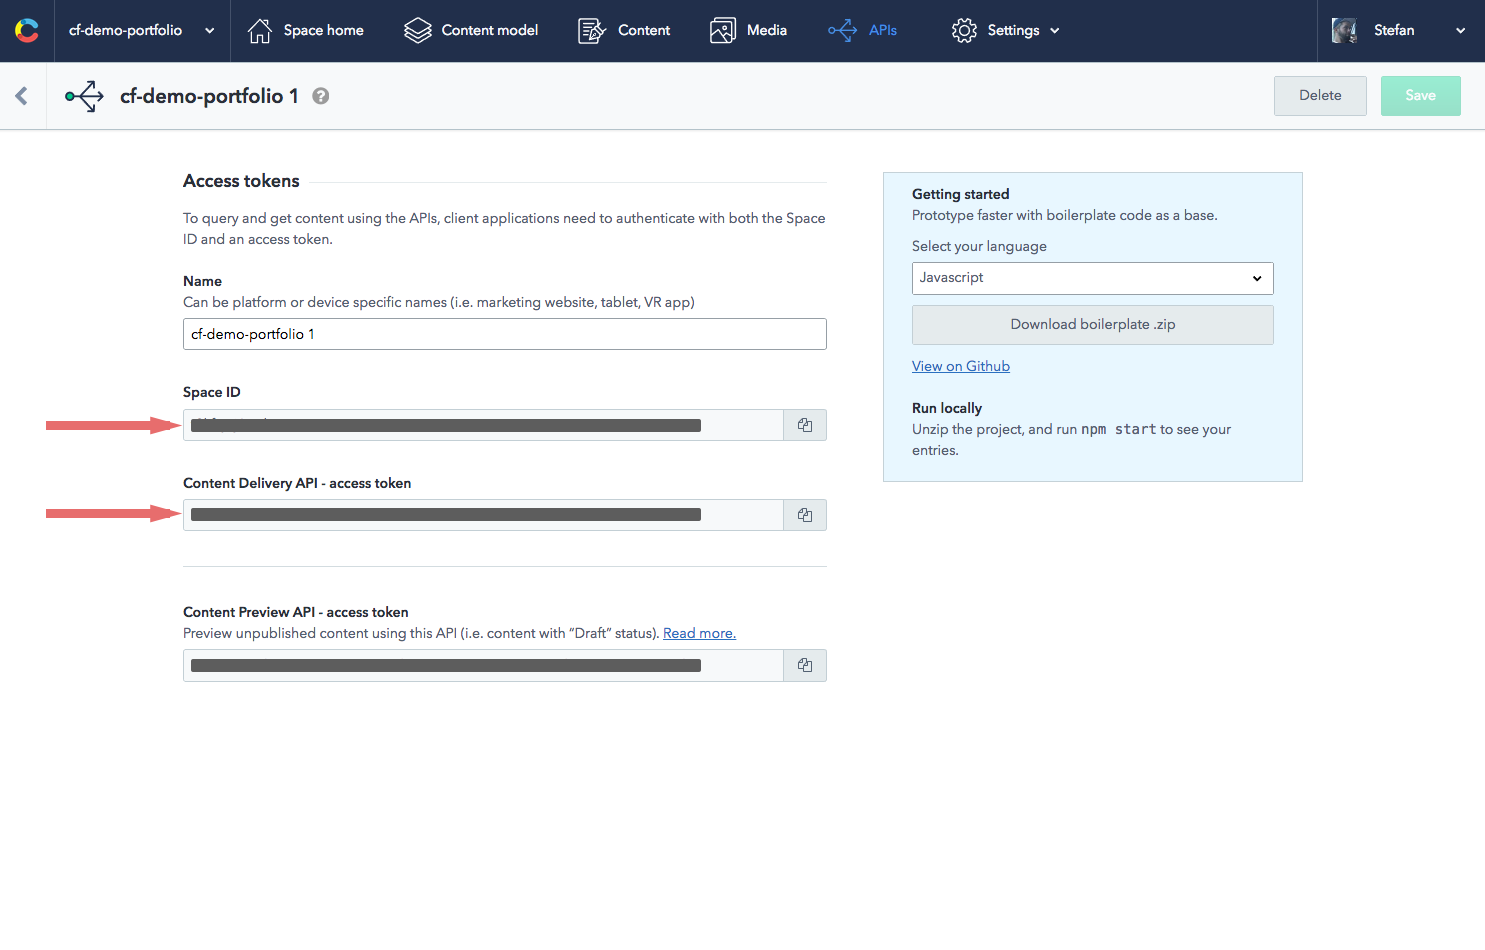 cf-demo-portfolio
Space home
Content model
Content
Media
APIs
Settings
Stefan
cf-demo-portfolio 1
?
Delete
Save
Access tokens
To query and get content using the APIs, client applications need to authenticate with both the Space
ID and an access token.
Name
Can be platform or device specific names (i.e. marketing website, tablet, VR app)
cf-demo-portfolio 1
Space ID
Content Delivery API - access token
Content Preview API - access token
Preview unpublished content using this API (i.e. content with “Draft” status). Read more.
Getting started
Prototype faster with boilerplate code as a base.
Select your language
Javascript
Download boilerplate .zip
View on Github
Run locally
Unzip the project, and run npm start to see your
entries.